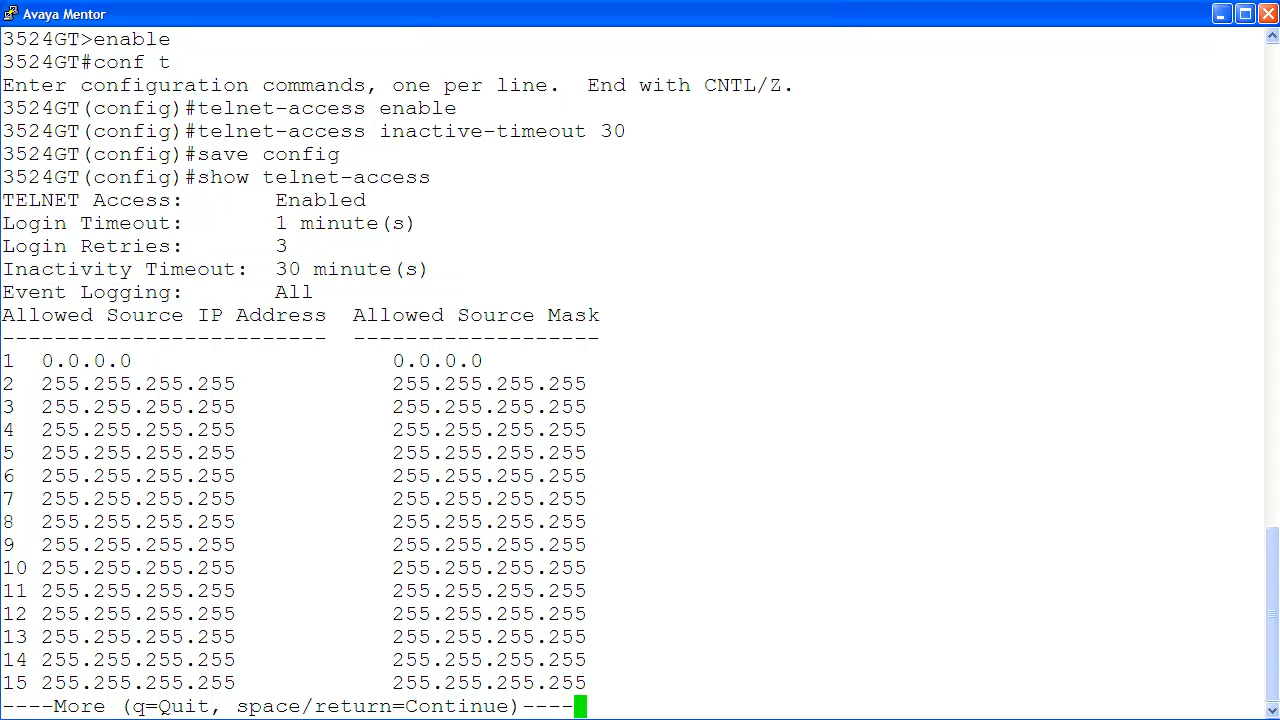 Avaya Mentor
3524GT>enable
3524GT#conf t
Enter configuration commands, one per line.  End with CNTL/Z.
3524GT(config)#telnet-access enable
3524GT(config)#telnet-access inactive-timeout 30
3524GT(config)#save config
3524GT(config)#show telnet-access
TELNET Access:       Enabled
Login Timeout:       1 minute(s)
Login Retries:       3
Inactivity Timeout:  30 minute(s)
Event Logging:       All
Allowed Source IP Address  Allowed Source Mask
-------------------------  -------------------
1  0.0.0.0                    0.0.0.0
2  255.255.255.255            255.255.255.255
3  255.255.255.255            255.255.255.255
4  255.255.255.255            255.255.255.255
5  255.255.255.255            255.255.255.255
6  255.255.255.255            255.255.255.255
7  255.255.255.255            255.255.255.255
8  255.255.255.255            255.255.255.255
9  255.255.255.255            255.255.255.255
10 255.255.255.255            255.255.255.255
11 255.255.255.255            255.255.255.255
12 255.255.255.255            255.255.255.255
13 255.255.255.255            255.255.255.255
14 255.255.255.255            255.255.255.255
15 255.255.255.255            255.255.255.255
----More (q=Quit, space/return=Continue)----